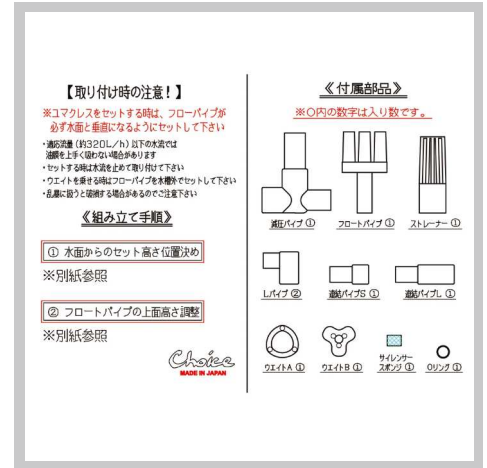 【取り付け時の注意!】
※ユマクレスをセットする時は、フローパイプが
必ず水面と垂直になるようにセットして下さい
・適応流量(約320L/h)以下の水流では
油膜を上手く吸わない場合があります
・セットする時は水流を止めて取り付けて下さい
・ウエイトを乗せる時はフローパイプを水槽外でセットして下さい
・乱暴に扱うと破損する場合があるのでご注意下さい
《組み立て手順》
① 水面からのセット高さ位置決め
※別紙参照
② フロートパイプの上面高さ調整
※別紙参照
Choice
MADE IN JAPAN
《付属部品》
※○内の数字は入り数です。
減圧パイプ ①
フロートパイプ ①
ストレーナー ①
Lパイプ ②
連結パイプS ①
連結パイプL ①
ウエイトA ①
ウエイトB ①
サイレンサー
スポンジ ①
Oリング ①